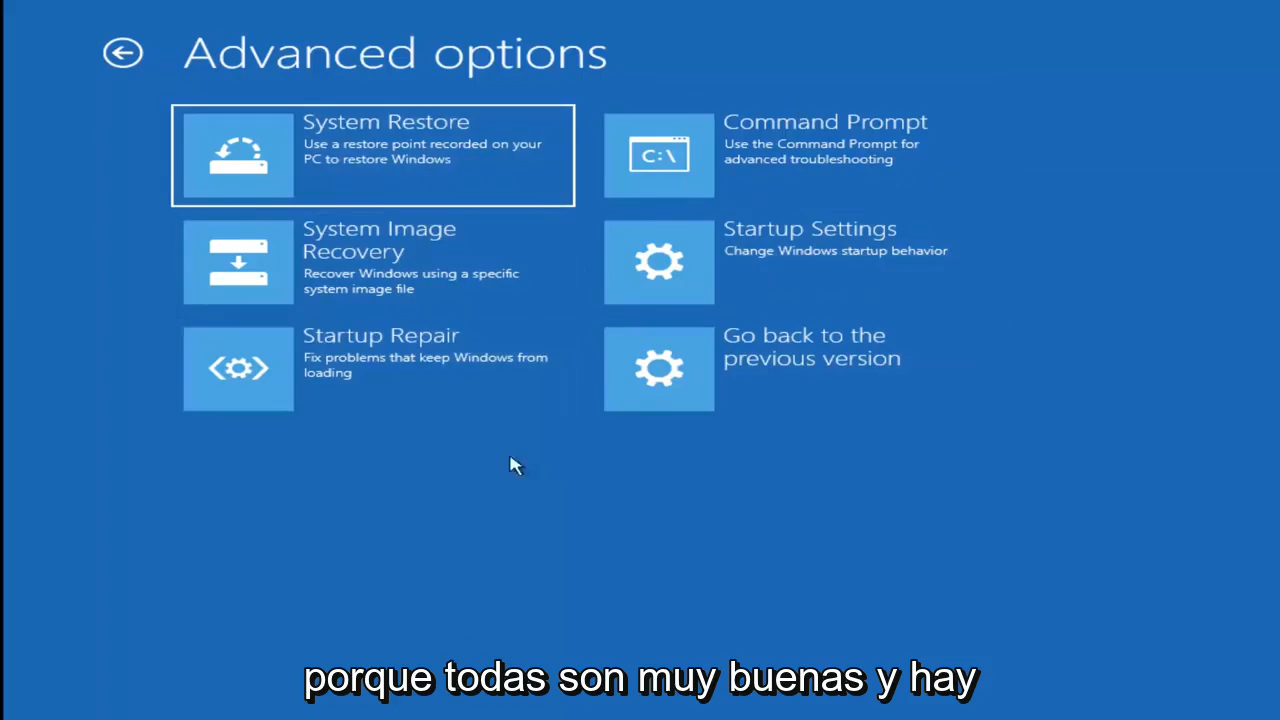 Advanced options
System Restore
Use a restore point recorded on your
PC to restore Windows
System Image
Recovery
Recover Windows using a specific
system image file
Startup Repair
Fix problems that keep Windows from
loading
Command Prompt
Use the Command Prompt for
advanced troubleshooting
C:\
Startup Settings
Change Windows startup behavior
Go back to the
previous version
porque todas son muy buenas y hay